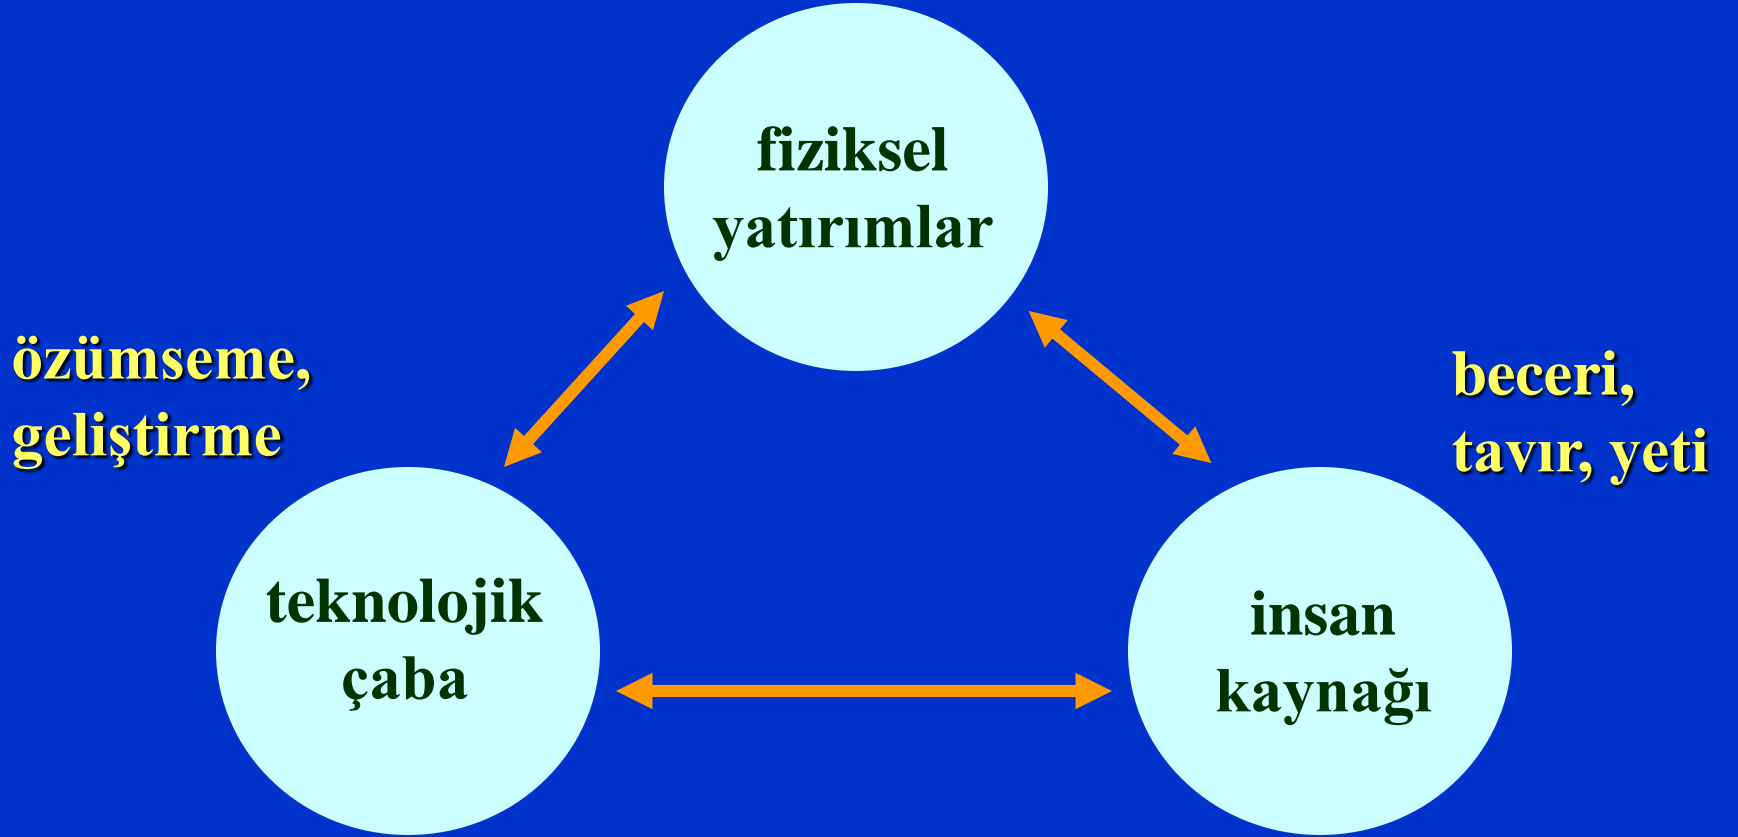 fiziksel
yatırımlar
özümseme,
geliştirme
beceri,
tavır, yeti
teknolojik
çaba
insan
kaynağı